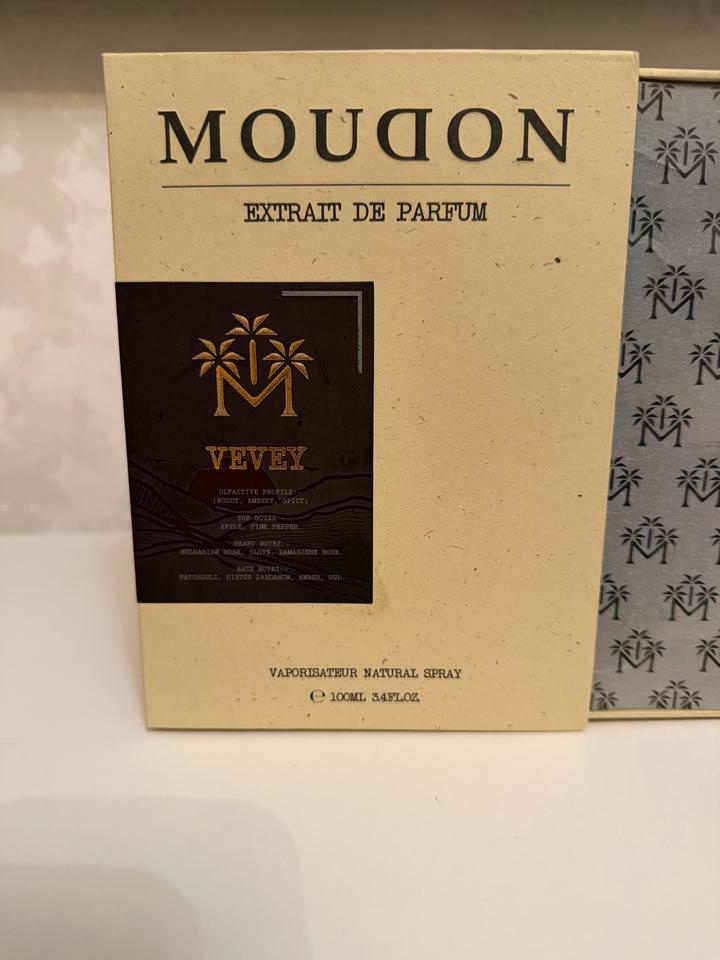 MOUDON
EXTRAIT DE PARFUM
M
VEVEY
OLFACTIVE PROFILE:-
(WOODY, AMBERY, SPICY)
TOP NOTES:-
APPLE, PINK PEPPER.
HEART NOTES:-
BULGARIAN ROSE, CLOVE, DAMASCENE ROSE.
BASE NOTES:-
PATCHOULI, CISTUS LABDANUM, AMBER, OUD.
VAPORISATEUR NATURAL SPRAY
℮ 100ML 3.4FL.OZ.